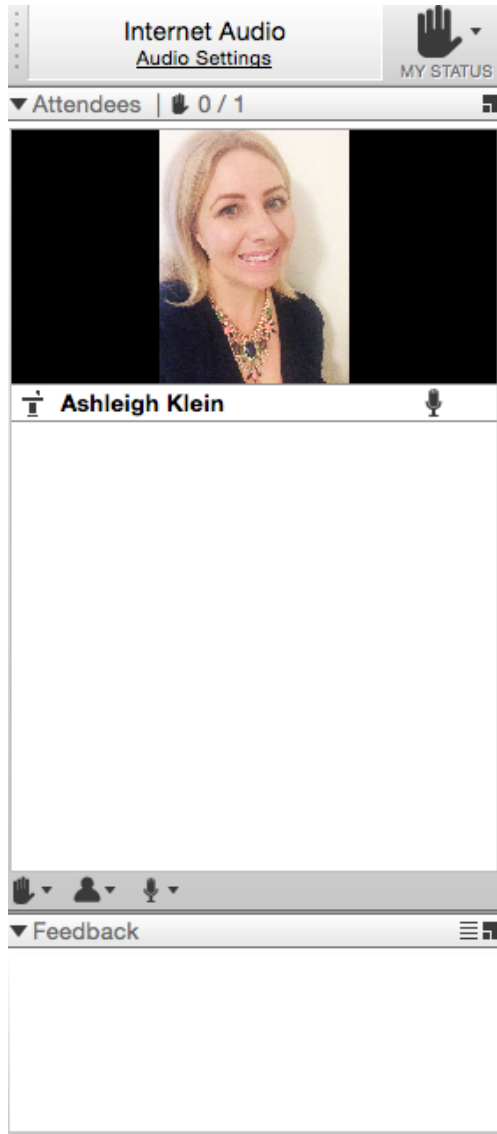 Internet Audio
Audio Settings
MY STATUS
Attendees | 0 / 1
Ashleigh Klein
Feedback